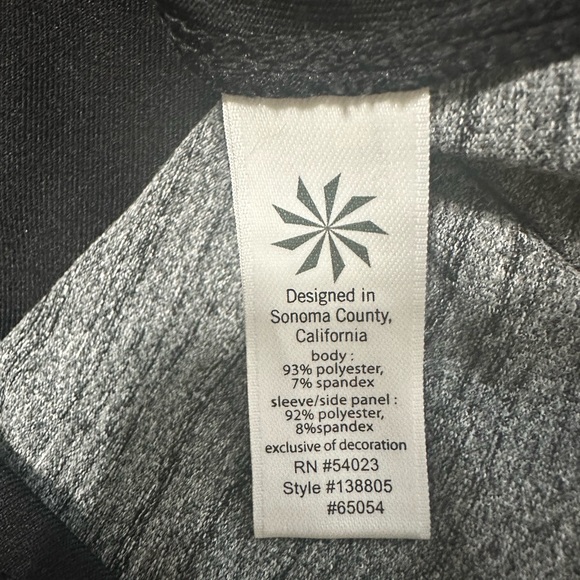 Designed in
Sonoma County,
California
body :
93% polyester,
7% spandex
sleeve/side panel :
92% polyester,
8%spandex
exclusive of decoration
RN #54023
Style #138805
#65054